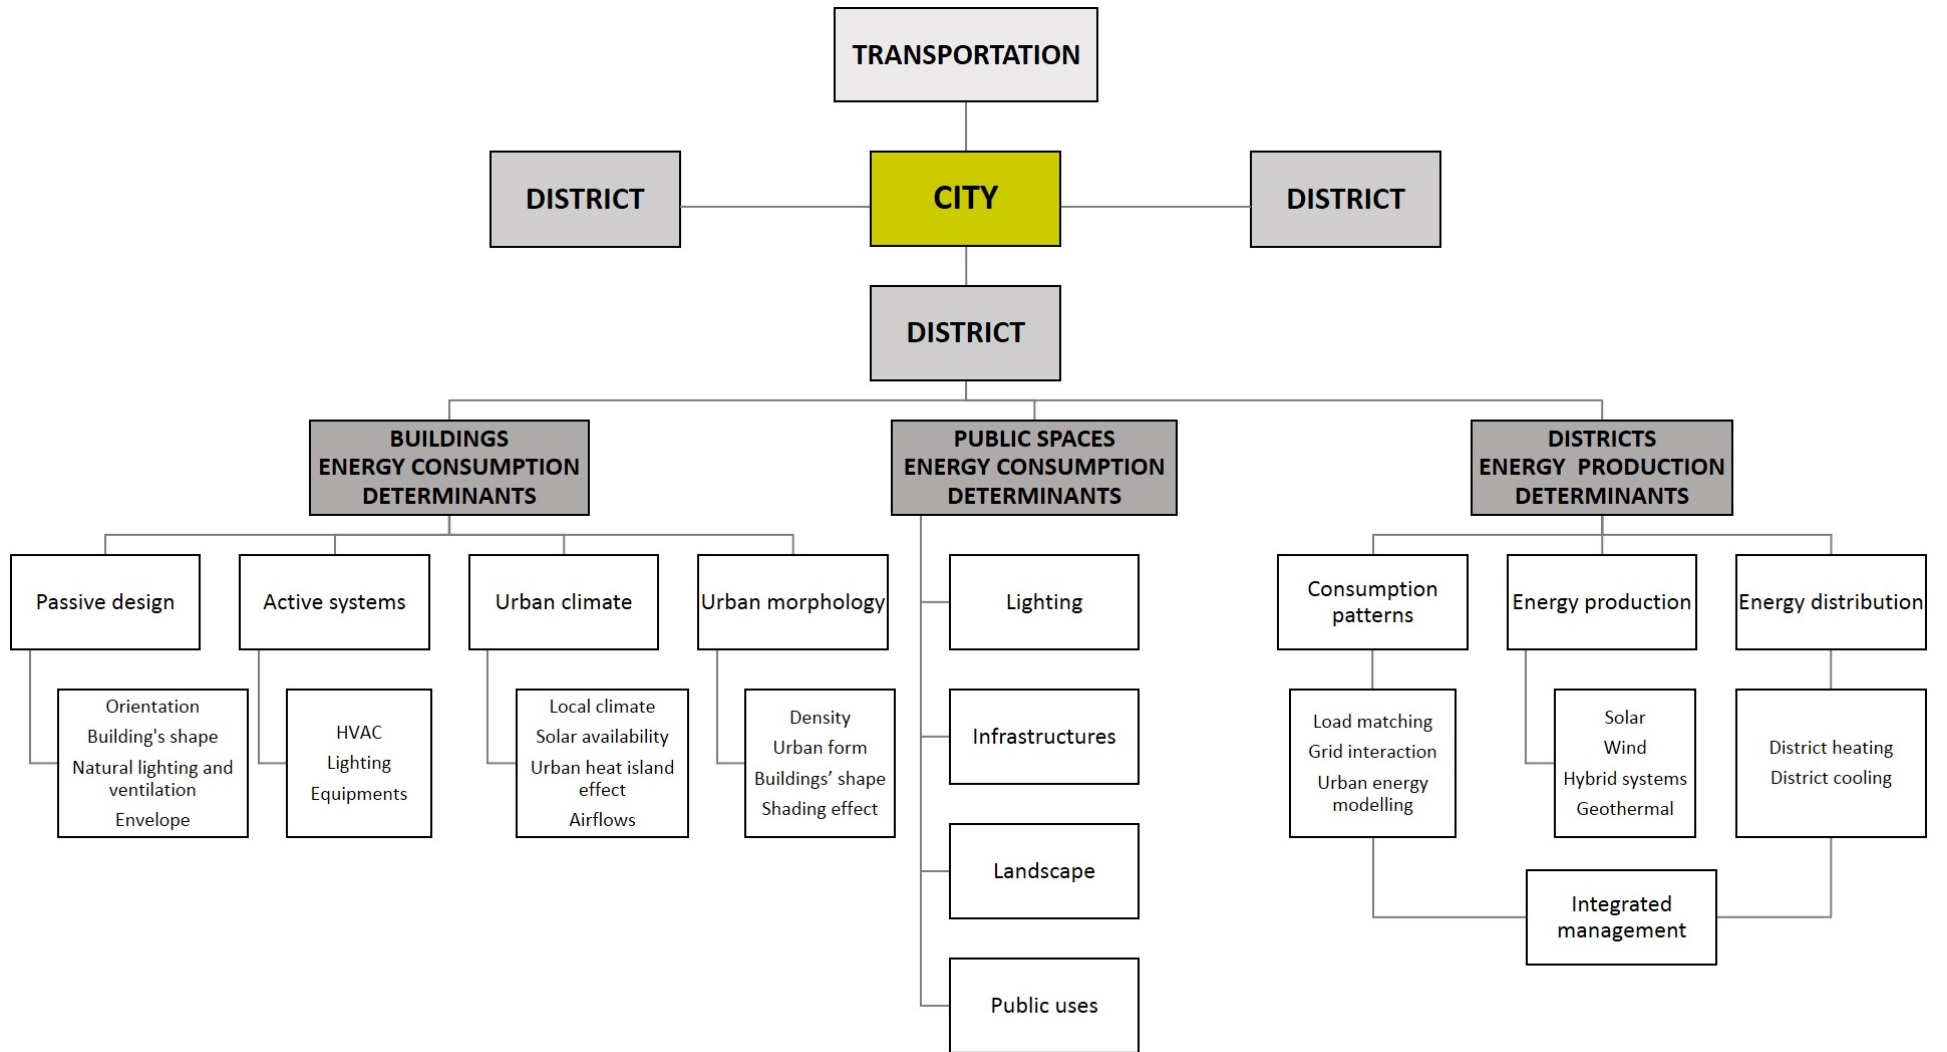 TRANSPORTATION
DISTRICT
CITY
DISTRICT
DISTRICT
BUILDINGS
ENERGY CONSUMPTION
DETERMINANTS
PUBLIC SPACES
ENERGY CONSUMPTION
DETERMINANTS
DISTRICTS
ENERGY PRODUCTION
DETERMINANTS
Passive design
Active systems
Urban climate
Urban morphology
Lighting
Consumption
patterns
Energy production
Energy distribution
Orientation
Building's shape
Natural lighting and
ventilation
Envelope
HVAC
Lighting
Equipments
Local climate
Solar availability
Urban heat island
effect
Airflows
Density
Urban form
Buildings’ shape
Shading effect
Infrastructures
Load matching
Grid interaction
Urban energy
modelling
Solar
Wind
Hybrid systems
Geothermal
District heating
District cooling
Landscape
Integrated
management
Public uses